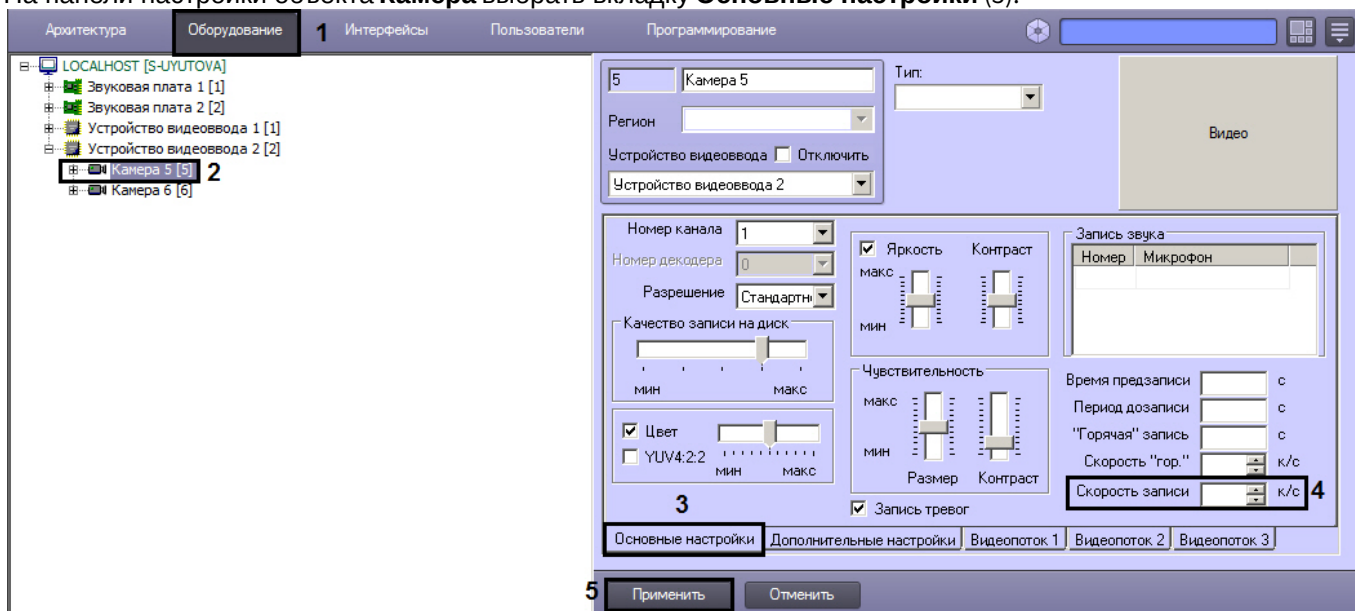 На панели настройки объекта Камера выбрать вкладку Основные настройки (3).
Архитектура Оборудование 1 Интерфейсы Пользователи Программирование
LOCALHOST [S-UYUTOVA]
Звуковая плата 1 [1]
Звуковая плата 2 [2]
Устройство видеоввода 1 [1]
Устройство видеоввода 2 [2]
Камера 5 [5] 2
Камера 6 [6]
5 Камера 5
Тип:
Регион
Устройство видеоввода Отключить
Устройство видеоввода 2
Видео
Номер канала 1
Номер декодера 0
Разрешение Стандартн
Качество записи на диск
мин макс
Цвет
YUV4:2:2
мин макс
Яркость Контраст
макс
мин
Чувствительность
макс
мин
Размер Контраст
Запись тревог
Запись звука
Номер Микрофон
Время предзаписи с
Период дозаписи с
"Горячая" запись с
Скорость "гор." к/с
Скорость записи к/с 4
3
Основные настройки Дополнительные настройки Видеопоток 1 Видеопоток 2 Видеопоток 3
5 Применить Отменить